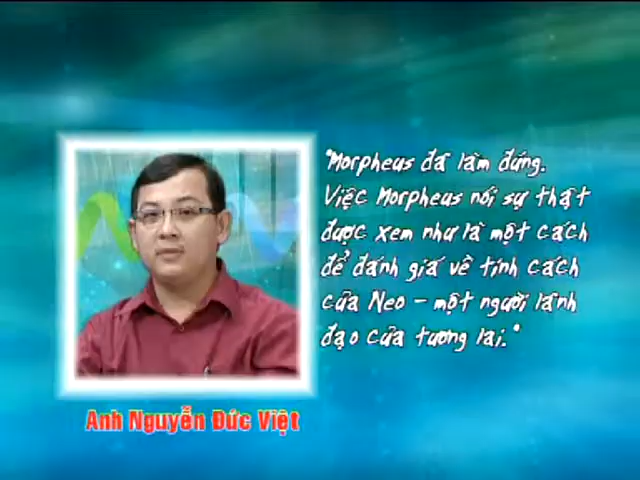 "Morpheus đã làm đúng.
Việc Morpheus nói sự thật
được xem như là một cách
để đánh giá về tính cách
của Neo - một người lãnh
đạo của tương lai."
Anh Nguyễn Đức Việt